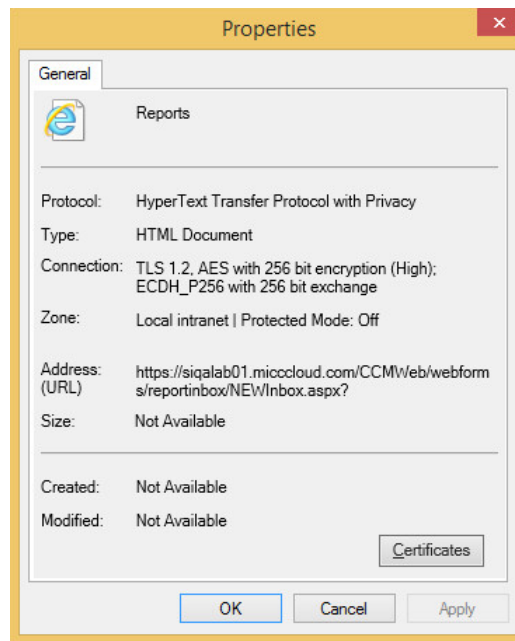 Properties
General
Reports
Protocol: HyperText Transfer Protocol with Privacy
Type: HTML Document
Connection: TLS 1.2, AES with 256 bit encryption (High);
ECDH_P256 with 256 bit exchange
Zone: Local intranet | Protected Mode: Off
Address: https://siqalab01.micccloud.com/CCMWeb/webform
(URL) s/reportinbox/NEWInbox.aspx?
Size: Not Available
Created: Not Available
Modified: Not Available
Certificates
OK Cancel Apply